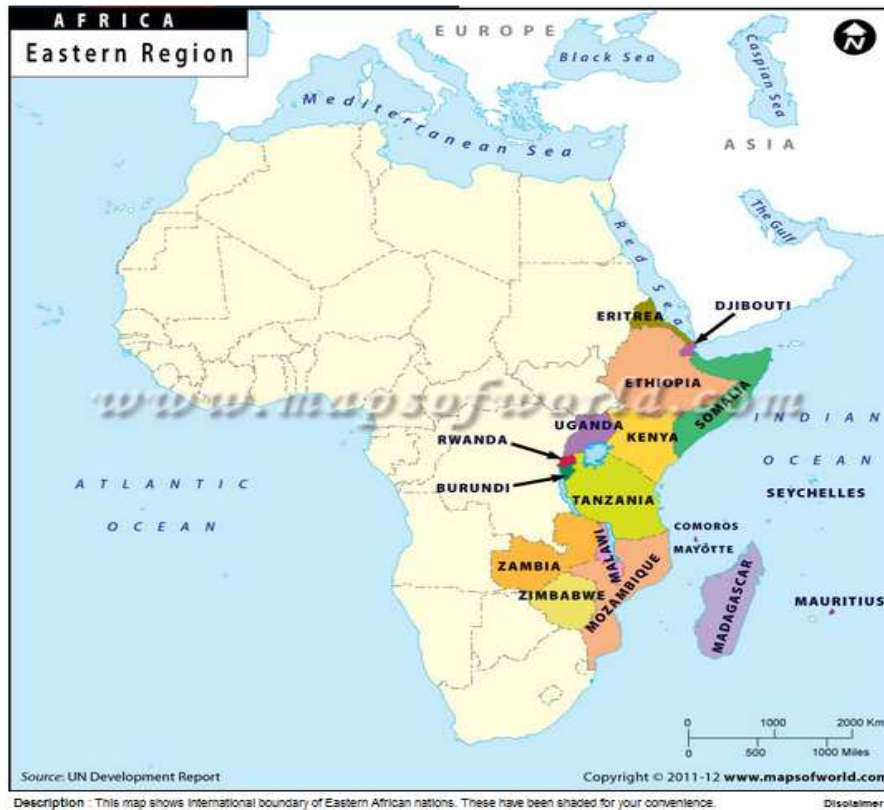 AFRICA
Eastern Region
EUROPE
Black Sea
Caspian Sea
Mediterranean Sea
ASIA
The Gulf
Red Sea
ERITREA
DJIBOUTI
ETHIOPIA
SOMALIA
www.mapsofworld.com
UGANDA
KENYA
INDIAN
OCEAN
RWANDA
BURUNDI
TANZANIA
SEYCHELLES
ATLANTIC
OCEAN
COMOROS
MAYOTTE
ZAMBIA
MALAWI
ZIMBABWE
MOZAMBIQUE
MADAGASCAR
MAURITIUS
N
0 1000 2000 Km
0 500 1000 Miles
Source: UN Development Report
Copyright © 2011-12 www.mapsofworld.com
Description : This map shows International boundary of Eastern African nations. These have been shaded for your convenience.
Disclaimer